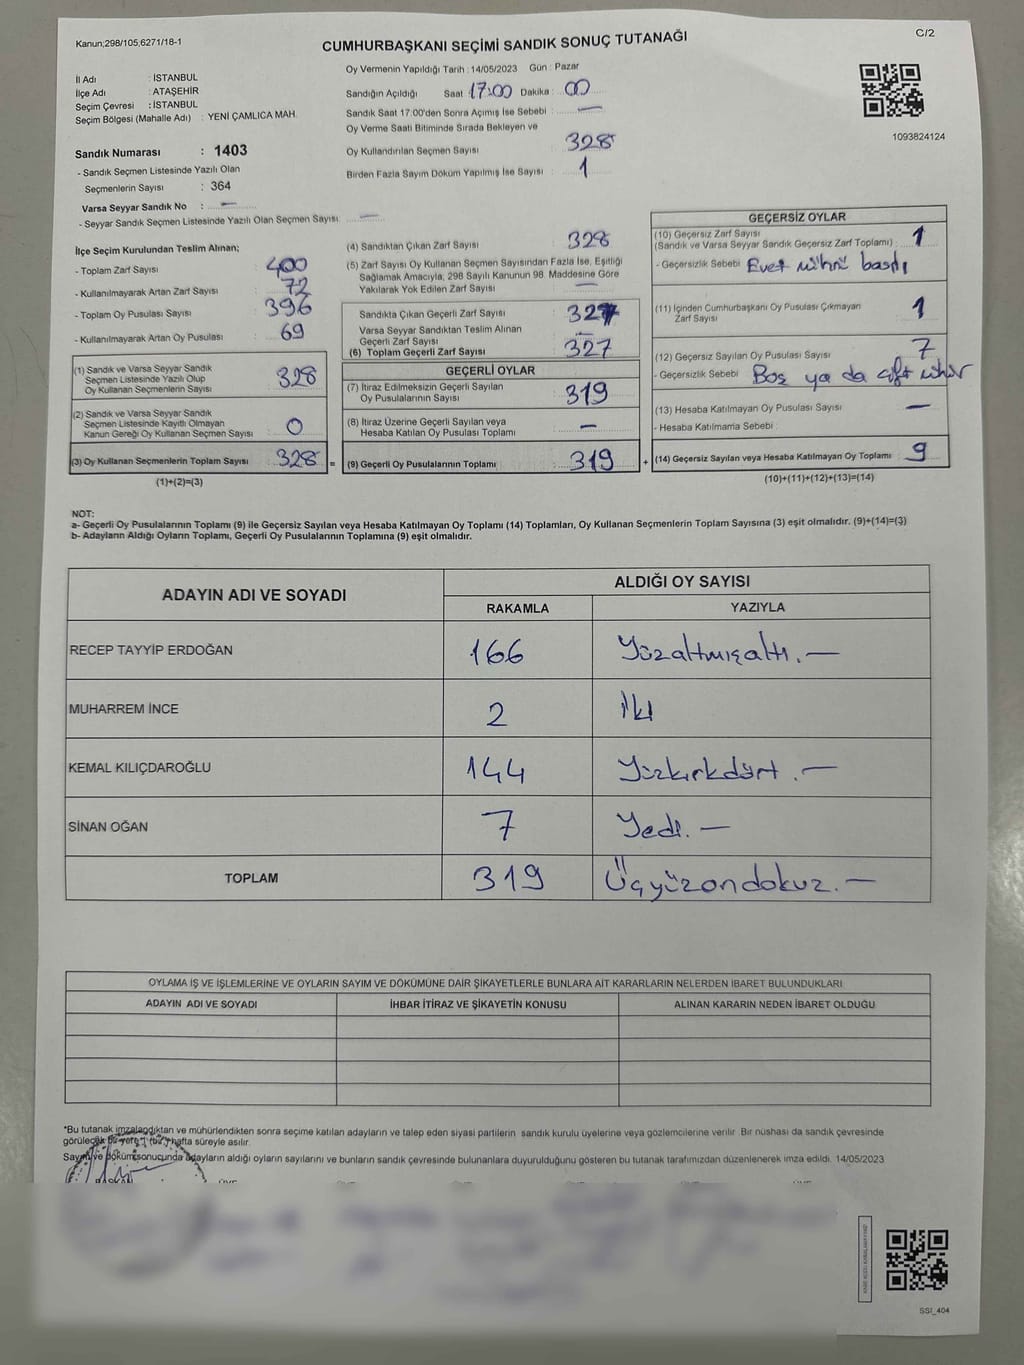 Kanun;298/105,6271/18-1
CUMHURBAŞKANI SEÇİMİ SANDIK SONUÇ TUTANAĞI
C/2
İl Adı : İSTANBUL
İlçe Adı : ATAŞEHİR
Seçim Çevresi : İSTANBUL
Seçim Bölgesi (Mahalle Adı) : YENİ ÇAMLICA MAH.
Sandık Numarası : 1403
- Sandık Seçmen Listesinde Yazılı Olan
Seçmenlerin Sayısı : 364
Varsa Seyyar Sandık No : —
- Seyyar Sandık Seçmen Listesinde Yazılı Olan Seçmen Sayısı : —
Oy Vermenin Yapıldığı Tarih : 14/05/2023 Gün : Pazar
Sandığın Açıldığı Saat : 17:00 Dakika : 00
Sandık Saat 17.00'den Sonra Açımış İse Sebebi : —
Oy Verme Saati Bitiminde Sırada Bekleyen ve
Oy Kullandırılan Seçmen Sayısı : 328
Birden Fazla Sayım Döküm Yapılmış İse Sayısı : 1
1093824124
İlçe Seçim Kurulundan Teslim Alınan;
- Toplam Zarf Sayısı : 400
- Kullanılmayarak Artan Zarf Sayısı : 72
- Toplam Oy Pusulası Sayısı : 396
- Kullanılmayarak Artan Oy Pusulası : 69
(1) Sandık ve Varsa Seyyar Sandık
Seçmen Listesinde Yazılı Olup
Oy Kullanan Seçmenlerin Sayısı : 328
(2) Sandık ve Varsa Seyyar Sandık
Seçmen Listesinde Kayıtlı Olmayan
Kanun Gereği Oy Kullanan Seçmen Sayısı : 0
(3) Oy Kullanan Seçmenlerin Toplam Sayısı : 328 =
(1)+(2)=(3)
(4) Sandıktan Çıkan Zarf Sayısı : 328
(5) Zarf Sayısı Oy Kullanan Seçmen Sayısından Fazla İse, Eşitliği
Sağlamak Amacıyla, 298 Sayılı Kanunun 98. Maddesine Göre
Yakılarak Yok Edilen Zarf Sayısı : —
Sandıkta Çıkan Geçerli Zarf Sayısı : 327
Varsa Seyyar Sandıktan Teslim Alınan
Geçerli Zarf Sayısı : —
(6) Toplam Geçerli Zarf Sayısı : 327
GEÇERLİ OYLAR
(7) İtiraz Edilmeksizin Geçerli Sayılan
Oy Pusulalarının Sayısı : 319
(8) İtiraz Üzerine Geçerli Sayılan veya
Hesaba Katılan Oy Pusulası Toplamı : —
(9) Geçerli Oy Pusulalarının Toplamı : 319 +
GEÇERSİZ OYLAR
(10) Geçersiz Zarf Sayısı
(Sandık ve Varsa Seyyar Sandık Geçersiz Zarf Toplamı) : 1
- Geçersizlik Sebebi : Evet mührü basılı
(11) İçinden Cumhurbaşkanı Oy Pusulası Çıkmayan
Zarf Sayısı : 1
(12) Geçersiz Sayılan Oy Pusulası Sayısı : 7
- Geçersizlik Sebebi : Boş ya da çift mühür
(13) Hesaba Katılmayan Oy Pusulası Sayısı : —
- Hesaba Katılmama Sebebi :
(14) Geçersiz Sayılan veya Hesaba Katılmayan Oy Toplamı : 9
(10)+(11)+(12)+(13)=(14)
NOT:
a- Geçerli Oy Pusulalarının Toplamı (9) ile Geçersiz Sayılan veya Hesaba Katılmayan Oy Toplamı (14) Toplamları, Oy Kullanan Seçmenlerin Toplam Sayısına (3) eşit olmalıdır. (9)+(14)=(3)
b- Adayların Aldığı Oyların Toplamı, Geçerli Oy Pusulalarının Toplamına (9) eşit olmalıdır.
ADAYIN ADI VE SOYADI
ALDIĞI OY SAYISI
RAKAMLA YAZIYLA
RECEP TAYYİP ERDOĞAN 166 Yüzaltmışaltı.—
MUHARREM İNCE 2 İki
KEMAL KILIÇDAROĞLU 144 Yüzkırkdört.—
SİNAN OĞAN 7 Yedi.—
TOPLAM 319 Üçyüzondokuz.—
OYLAMA İŞ VE İŞLEMLERİNE VE OYLARIN SAYIM VE DÖKÜMÜNE DAİR ŞİKAYETLERLE BUNLARA AİT KARARLARIN NELERDEN İBARET BULUNDUKLARI
ADAYIN ADI VE SOYADI İHBAR İTİRAZ VE ŞİKAYETİN KONUSU ALINAN KARARIN NEDEN İBARET OLDUĞU
*Bu tutanak imzalandıktan ve mühürlendikten sonra seçime katılan adayların ve talep eden siyasi partilerin sandık kurulu üyelerine veya gözlemcilerine verilir. Bir nüshası da sandık çevresinde
görülecek bir yere 1 (bir) hafta süreyle asılır.
Sayım ve dökümü sonucunda adayların aldığı oyların sayılarını ve bunların sandık çevresinde bulunanlara duyurulduğunu gösteren bu tutanak tarafımızdan düzenlenerek imza edildi. 14/05/2023
SSI_404